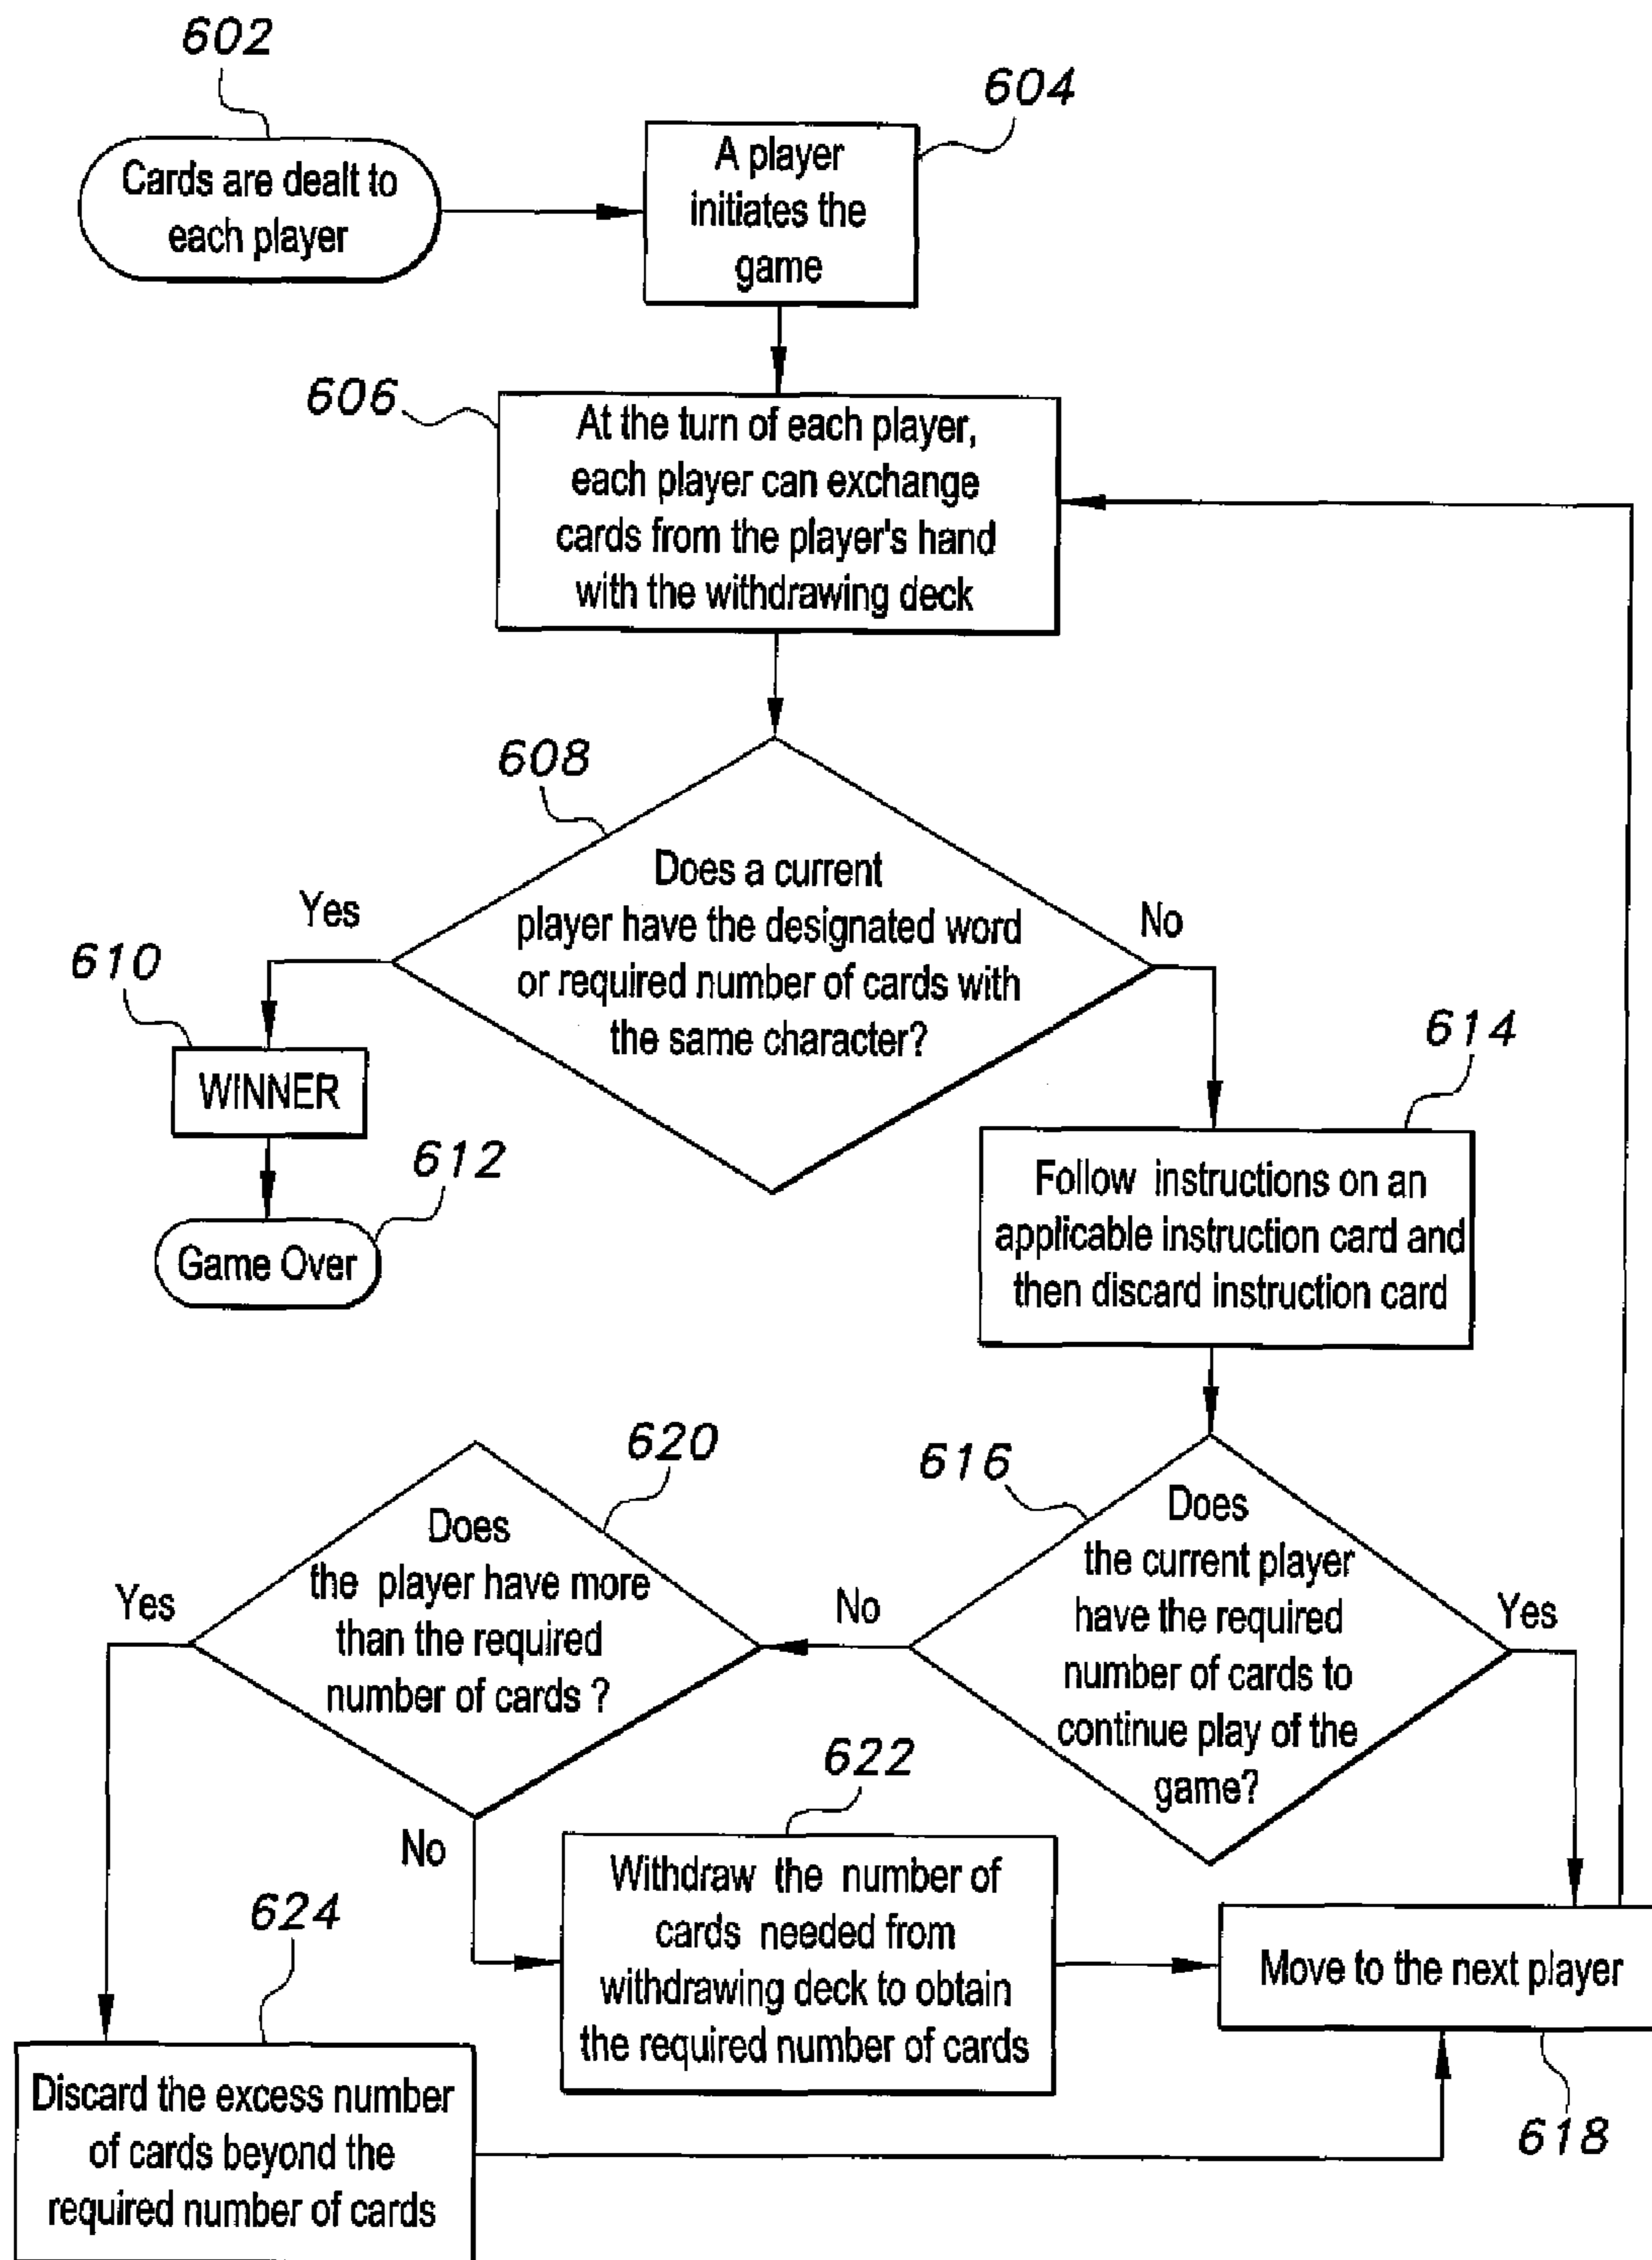 602
Cards are dealt to
each player
604
A player
initiates the
game
606
At the turn of each player,
each player can exchange
cards from the player's hand
with the withdrawing deck
608
Does a current
player have the designated word
or required number of cards with
the same character?
Yes
No
610
WINNER
612
Game Over
614
Follow instructions on an
applicable instruction card and
then discard instruction card
616
Does
the current player
have the required
number of cards to
continue play of the
game?
No
Yes
620
Does
the player have more
than the required
number of cards ?
Yes
No
622
Withdraw the number of
cards needed from
withdrawing deck to obtain
the required number of cards
Move to the next player
618
624
Discard the excess number
of cards beyond the
required number of cards